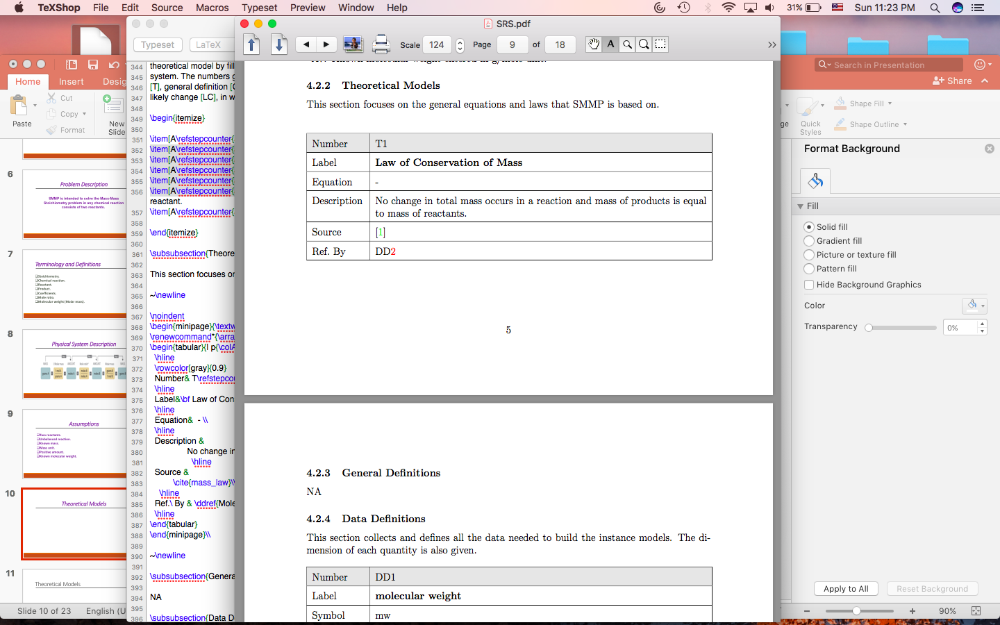 TeXShop File Edit Source Macros Typeset Preview Window Help 31% Sun 11:23 PM
Typeset LaTeX
SRS.pdf
Scale 124 Page 9 of 18 A »
Search in Presentation
Home Insert Desig
Share
Paste
Cut
Copy
Format
New
Slide
ge
Quick
Styles
Shape Fill
Shape Outline
6
Problem Description
SMMP is intended to solve the Mass-Mass
Stoichiometry problem in any chemical reaction
consists of two reactants.
7
Terminology and Definitions
Stoichiometry.
Chemical reaction.
Reactant.
Product.
Coefficients.
Mole ratio.
Molecular weight (Molar mass).
8
Physical System Description
9
Assumptions
Two reactants.
Unbalanced reaction.
Known mass.
Mass unit.
Positive amount.
Known molecular weight.
10
Theoretical Models
11
Theoretical Models
Slide 10 of 23 English (U
344 theoretical model by fill
345 system. The numbers g
346 [T], general definition [G
347 likely change [LC], in w
348
349 \begin{itemize}
350
351 \item[A\refstepcounter{
352 \item[A\refstepcounter{
353 \item[A\refstepcounter{
354 \item[A\refstepcounter{
355 \item[A\refstepcounter{
356 \item[A\refstepcounter{
reactant.
357 \item[A\refstepcounter{
358
359 \end{itemize}
360
361 \subsubsection{Theore
362
363 This section focuses on
364
365 ~\newline
366
367 \noindent
368 \begin{minipage}{\textw
369 \renewcommand*{\arra
370 \begin{tabular}{l p{\colA
371 \hline
372 \rowcolor[gray]{0.9}
373 Number& T\refstepcou
374 \hline
375 Label&\bf Law of Con
376 \hline
377 Equation& - \\
378 \hline
379 Description &
380 No change in
381 \hline
382 Source &
383 \cite{mass_law}\\
384 \hline
385 Ref.\ By & \ddref{Mole
386 \hline
387 \end{tabular}
388 \end{minipage}\\
389
390 ~\newline
391
392 \subsubsection{Genera
393
394 NA
395
396 \subsubsection{Data D
4.2.2 Theoretical Models
This section focuses on the general equations and laws that SMMP is based on.
Number T1
Label Law of Conservation of Mass
Equation -
Description No change in total mass occurs in a reaction and mass of products is equal
to mass of reactants.
Source [1]
Ref. By DD2
5
4.2.3 General Definitions
NA
4.2.4 Data Definitions
This section collects and defines all the data needed to build the instance models. The di-
mension of each quantity is also given.
Number DD1
Label molecular weight
Symbol mw
Format Background
Fill
Solid fill
Gradient fill
Picture or texture fill
Pattern fill
Hide Background Graphics
Color
Transparency 0%
Apply to All Reset Background
90%